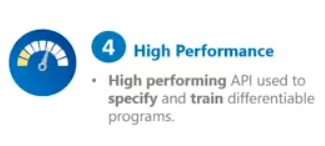 4 High Performance
• High performing API used to
specify and train differentiable
programs.